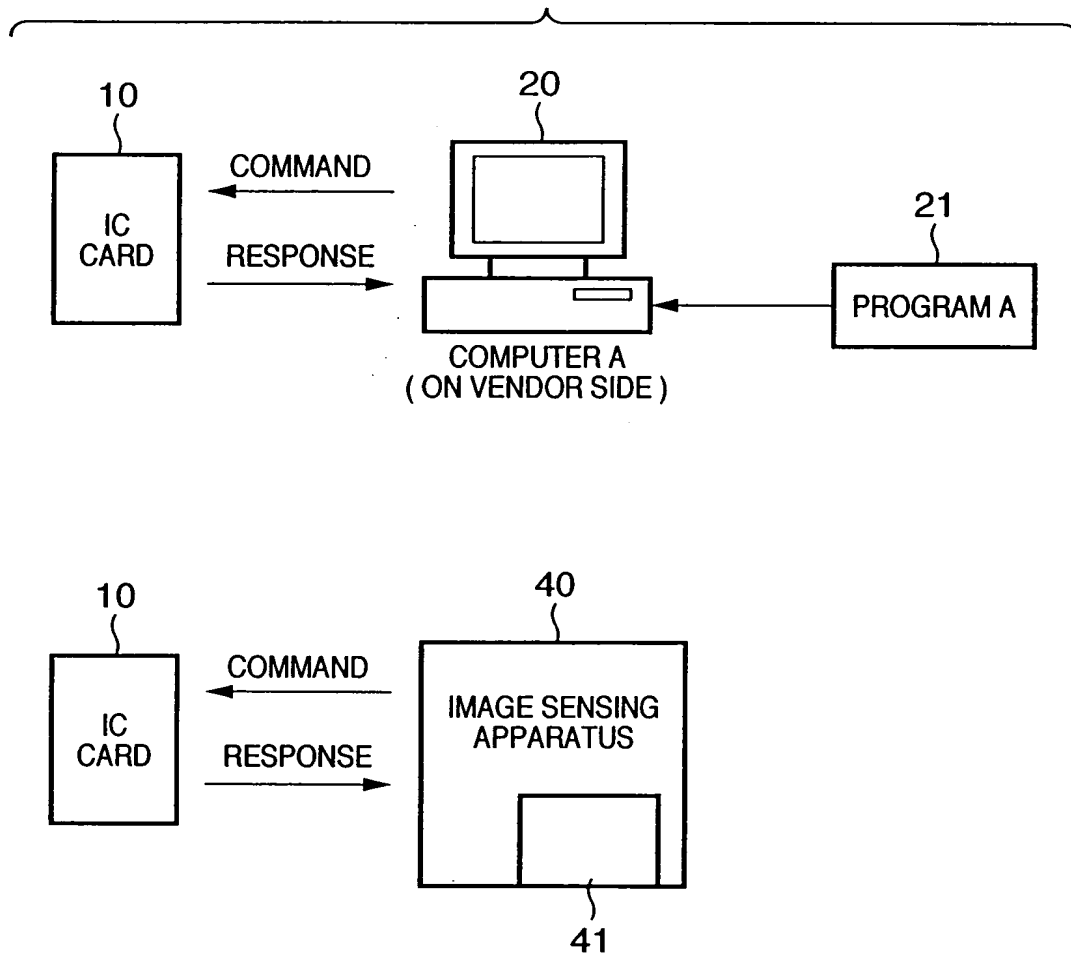 10
20
COMMAND
IC
CARD
RESPONSE
21
PROGRAM A
COMPUTER A
( ON VENDOR SIDE )
10
40
COMMAND
IC
CARD
RESPONSE
IMAGE SENSING
APPARATUS
41